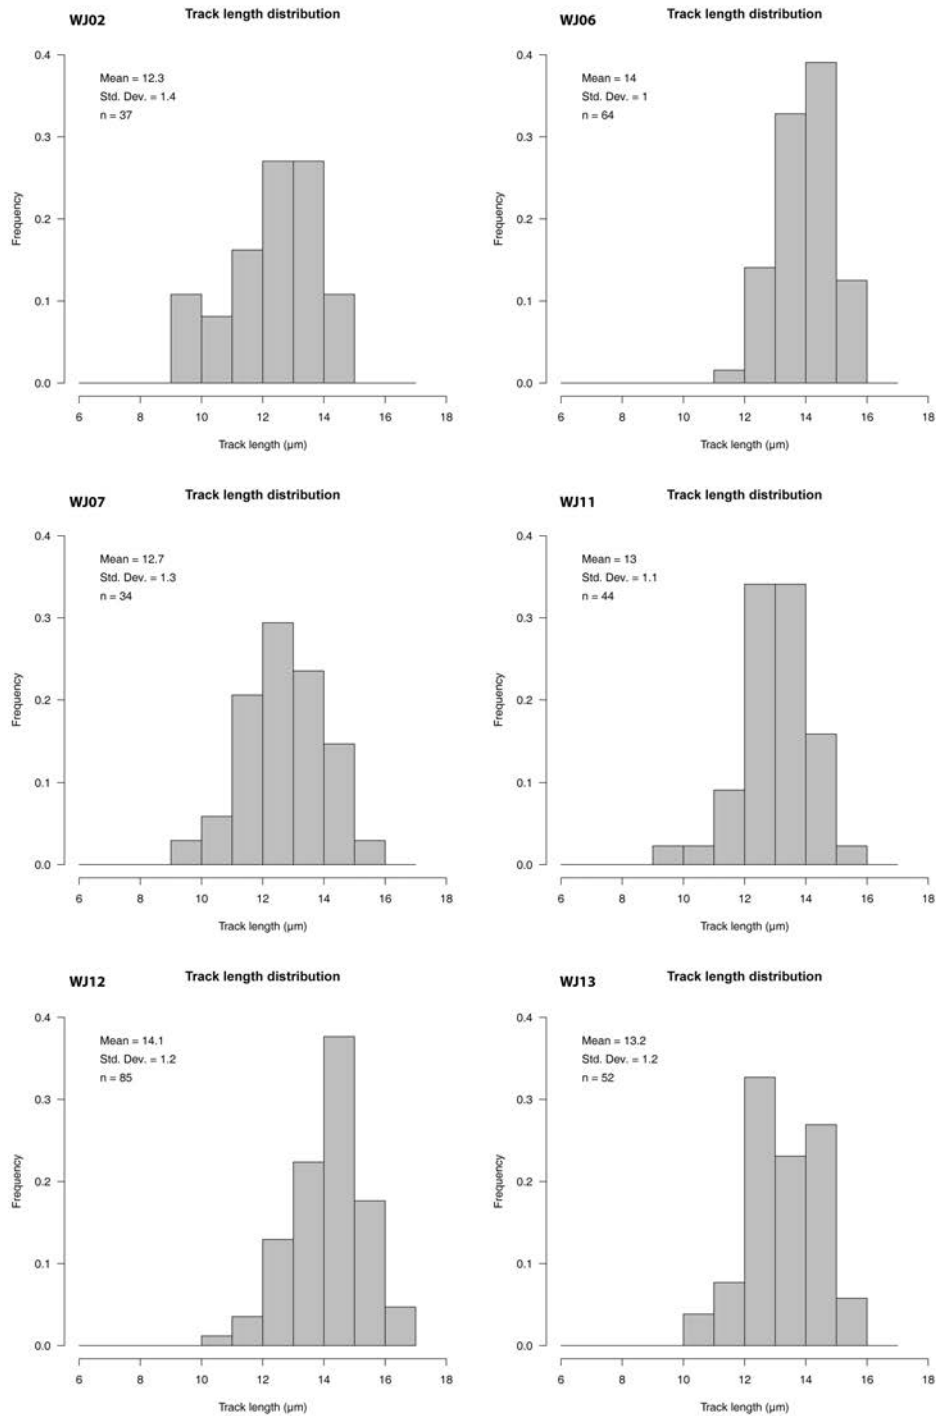 WJ02
Track length distribution
Mean = 12.3
Std. Dev. = 1.4
n = 37
Frequency
0.4
0.3
0.2
0.1
0.0
6 8 10 12 14 16 18
Track length (µm)
WJ06
Track length distribution
Mean = 14
Std. Dev. = 1
n = 64
Frequency
0.4
0.3
0.2
0.1
0.0
6 8 10 12 14 16 18
Track length (µm)
WJ07
Track length distribution
Mean = 12.7
Std. Dev. = 1.3
n = 34
Frequency
0.4
0.3
0.2
0.1
0.0
6 8 10 12 14 16 18
Track length (µm)
WJ11
Track length distribution
Mean = 13
Std. Dev. = 1.1
n = 44
Frequency
0.4
0.3
0.2
0.1
0.0
6 8 10 12 14 16 18
Track length (µm)
WJ12
Track length distribution
Mean = 14.1
Std. Dev. = 1.2
n = 85
Frequency
0.4
0.3
0.2
0.1
0.0
6 8 10 12 14 16 18
Track length (µm)
WJ13
Track length distribution
Mean = 13.2
Std. Dev. = 1.2
n = 52
Frequency
0.4
0.3
0.2
0.1
0.0
6 8 10 12 14 16 18
Track length (µm)